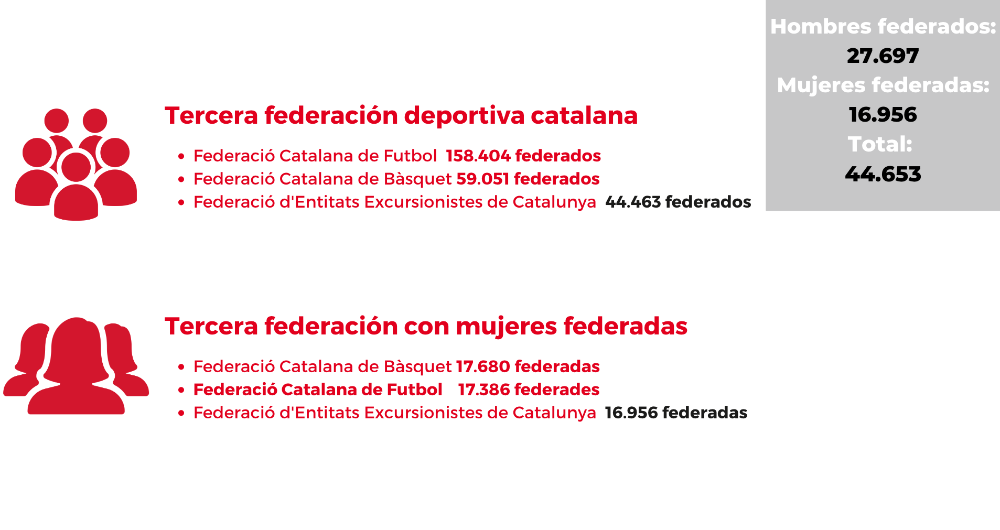 Hombres federados:
27.697
Mujeres federadas:
16.956
Total:
44.653
Tercera federación deportiva catalana
• Federació Catalana de Futbol 158.404 federados
• Federació Catalana de Bàsquet 59.051 federados
• Federació d'Entitats Excursionistes de Catalunya 44.463 federados
Tercera federación con mujeres federadas
• Federació Catalana de Bàsquet 17.680 federadas
• Federació Catalana de Futbol 17.386 federades
• Federació d'Entitats Excursionistes de Catalunya 16.956 federadas